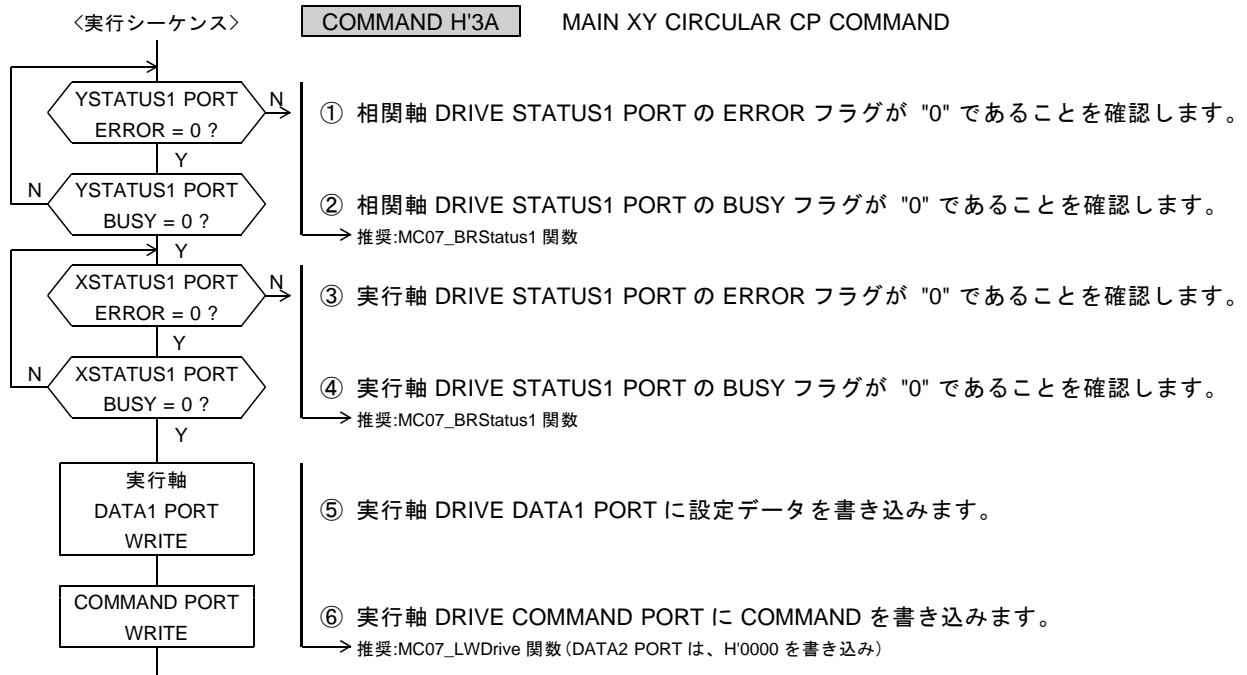 〈実行シーケンス〉 COMMAND H'3A MAIN XY CIRCULAR CP COMMAND
YSTATUS1 PORT
ERROR = 0 ?
N
① 相関軸 DRIVE STATUS1 PORT の ERROR フラグが "0" であることを確認します。
Y
N
YSTATUS1 PORT
BUSY = 0 ?
② 相関軸 DRIVE STATUS1 PORT の BUSY フラグが "0" であることを確認します。
推奨:MC07_BRStatus1 関数
Y
XSTATUS1 PORT
ERROR = 0 ?
N
③ 実行軸 DRIVE STATUS1 PORT の ERROR フラグが "0" であることを確認します。
Y
N
XSTATUS1 PORT
BUSY = 0 ?
④ 実行軸 DRIVE STATUS1 PORT の BUSY フラグが "0" であることを確認します。
推奨:MC07_BRStatus1 関数
Y
実行軸
DATA1 PORT
WRITE
⑤ 実行軸 DRIVE DATA1 PORT に設定データを書き込みます。
COMMAND PORT
WRITE
⑥ 実行軸 DRIVE COMMAND PORT に COMMAND を書き込みます。
推奨:MC07_LWDrive 関数(DATA2 PORT は、H'0000 を書き込み)